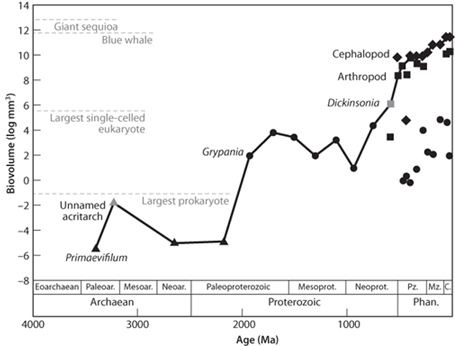 14
12
10
8
6
4
2
0
−2
−4
−6
−8
Biovolume (log mm³)
Giant sequioa
Blue whale
Largest single-celled
eukaryote
Largest prokaryote
Unnamed
acritarch
Primaevifilum
Grypania
Cephalopod
Arthropod
Dickinsonia
Eoarchaean Paleoar. Mesoar. Neoar. Paleoproterozoic Mesoprot. Neoprot. Pz. Mz. C.
Archaean Proterozoic Phan.
4000 3000 2000 1000
Age (Ma)